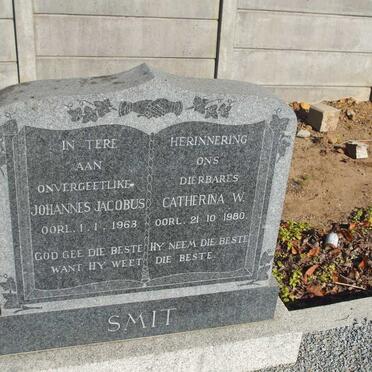 IN TERE
AAN
ONVERGEETLIKE
JOHANNES JACOBUS
OORL. 1. 1. 1963
GOD GEE DIE BESTE
WANT HY WEET
HERINNERING
ONS
DIERBARES
CATHERINA W.
OORL. 21. 10. 1980.
HY NEEM DIE BESTE
DIE BESTE.
SMIT